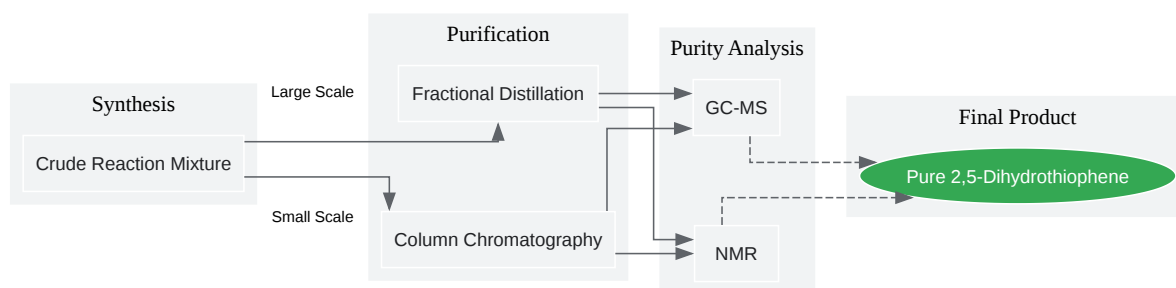 Synthesis
Crude Reaction Mixture
Large Scale
Small Scale
Purification
Fractional Distillation
Column Chromatography
Purity Analysis
GC-MS
NMR
Final Product
Pure 2,5-Dihydrothiophene